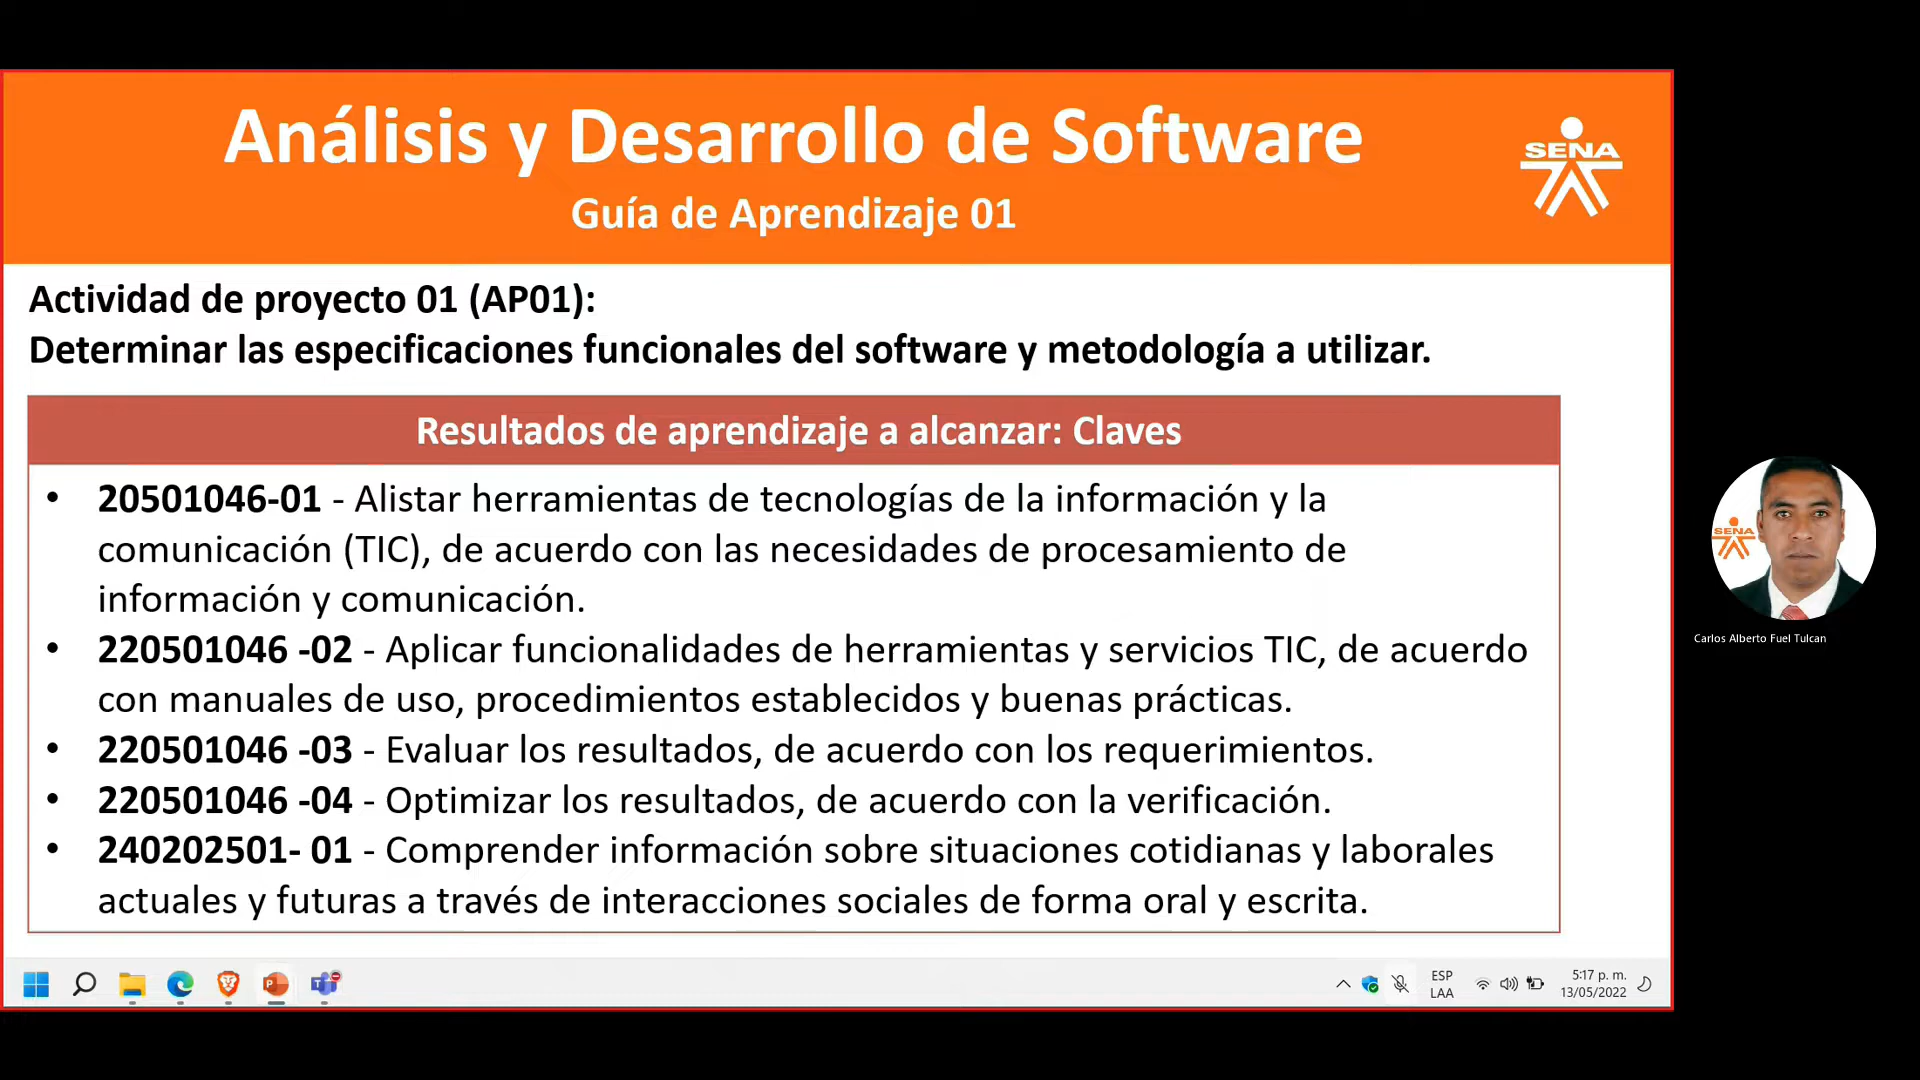 Análisis y Desarrollo de Software
SENA
Guía de Aprendizaje 01
Actividad de proyecto 01 (AP01):
Determinar las especificaciones funcionales del software y metodología a utilizar.
Resultados de aprendizaje a alcanzar: Claves
• 20501046-01 - Alistar herramientas de tecnologías de la información y la
comunicación (TIC), de acuerdo con las necesidades de procesamiento de
información y comunicación.
• 220501046 -02 - Aplicar funcionalidades de herramientas y servicios TIC, de acuerdo
con manuales de uso, procedimientos establecidos y buenas prácticas.
• 220501046 -03 - Evaluar los resultados, de acuerdo con los requerimientos.
• 220501046 -04 - Optimizar los resultados, de acuerdo con la verificación.
• 240202501- 01 - Comprender información sobre situaciones cotidianas y laborales
actuales y futuras a través de interacciones sociales de forma oral y escrita.
SENA
Carlos Alberto Fuel Tulcan
ESP
LAA
5:17 p. m.
13/05/2022